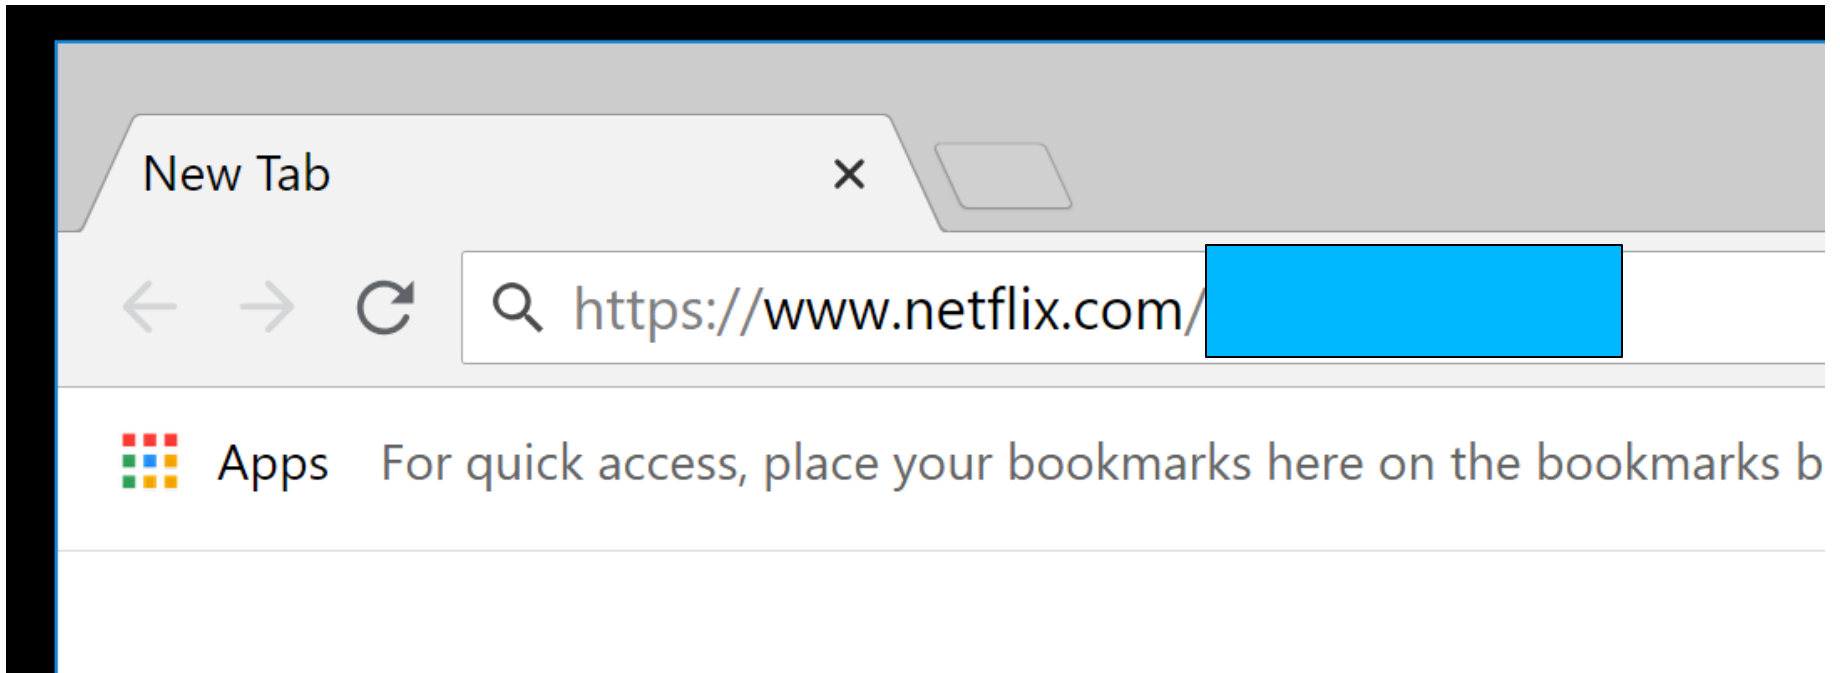 New Tab
https://www.netflix.com/
Apps For quick access, place your bookmarks here on the bookmarks b